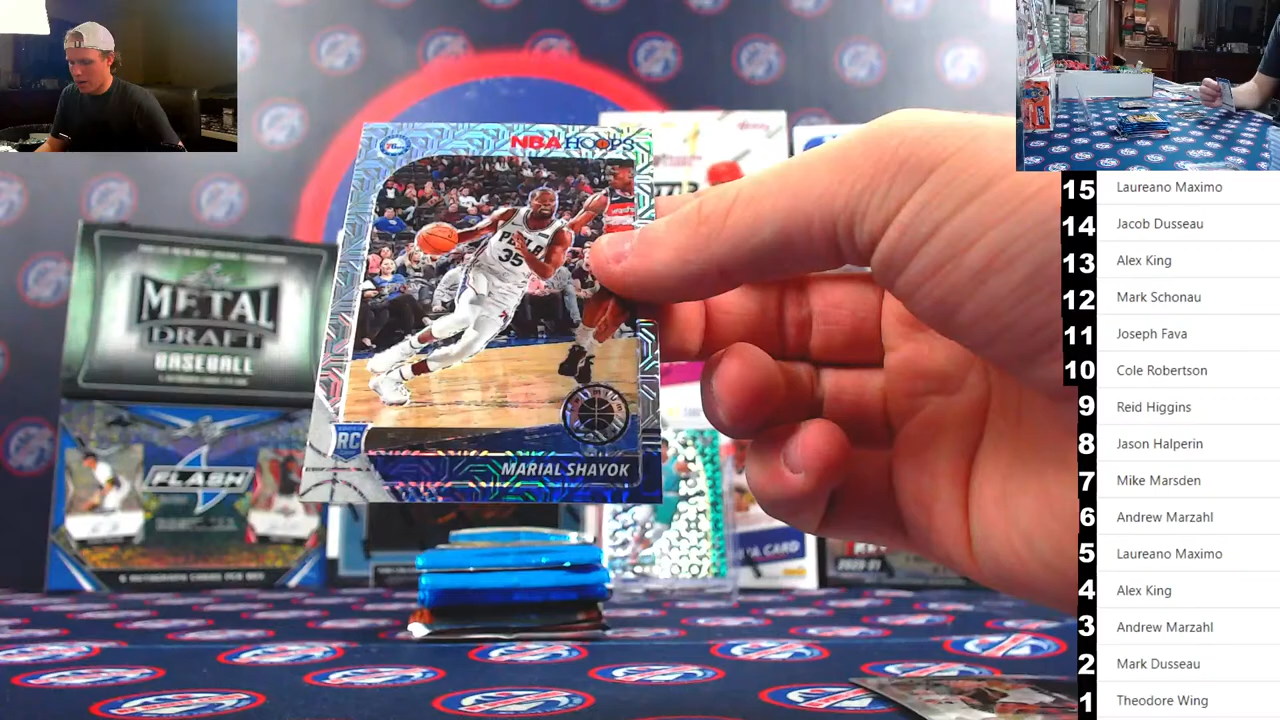 NBA HOOPS
PHILA
35
RC
MARIAL SHAYOK
METAL
DRAFT
BASEBALL
FLASH
15 Laureano Maximo
14 Jacob Dusseau
13 Alex King
12 Mark Schonau
11 Joseph Fava
10 Cole Robertson
9 Reid Higgins
8 Jason Halperin
7 Mike Marsden
6 Andrew Marzahl
5 Laureano Maximo
4 Alex King
3 Andrew Marzahl
2 Mark Dusseau
1 Theodore Wing